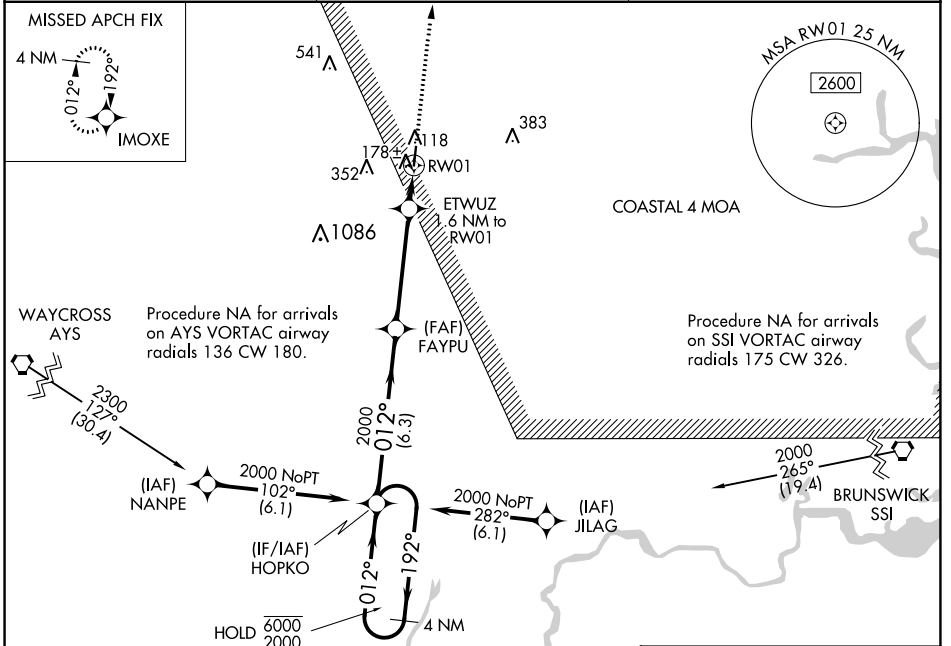 MISSED APCH FIX
4 NM
012°
192°
IMOXE
541
118
178±
352
RW01
383
MSA RW01 25 NM
2600
ETWUZ
1.6 NM to
RW01
1086
COASTAL 4 MOA
WAYCROSS
AYS
Procedure NA for arrivals
on AYS VORTAC airway
radials 136 CW 180.
(FAF)
FAYPU
Procedure NA for arrivals
on SSI VORTAC airway
radials 175 CW 326.
2300
127°
(30.4)
2000
012°
(6.3)
2000
265°
(19.4)
BRUNSWICK
SSI
(IAF)
NANPE
2000 NoPT
102°
(6.1)
2000 NoPT
282°
(6.1)
(IAF)
JILAG
(IF/IAF)
HOPKO
012°
192°
HOLD 6000
2000
4 NM